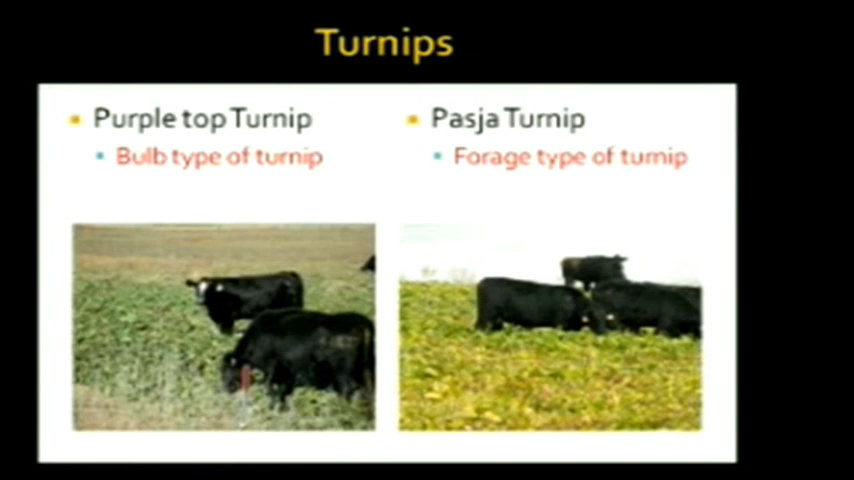 Turnips
Purple top Turnip
Bulb type of turnip
Pasja Turnip
Forage type of turnip